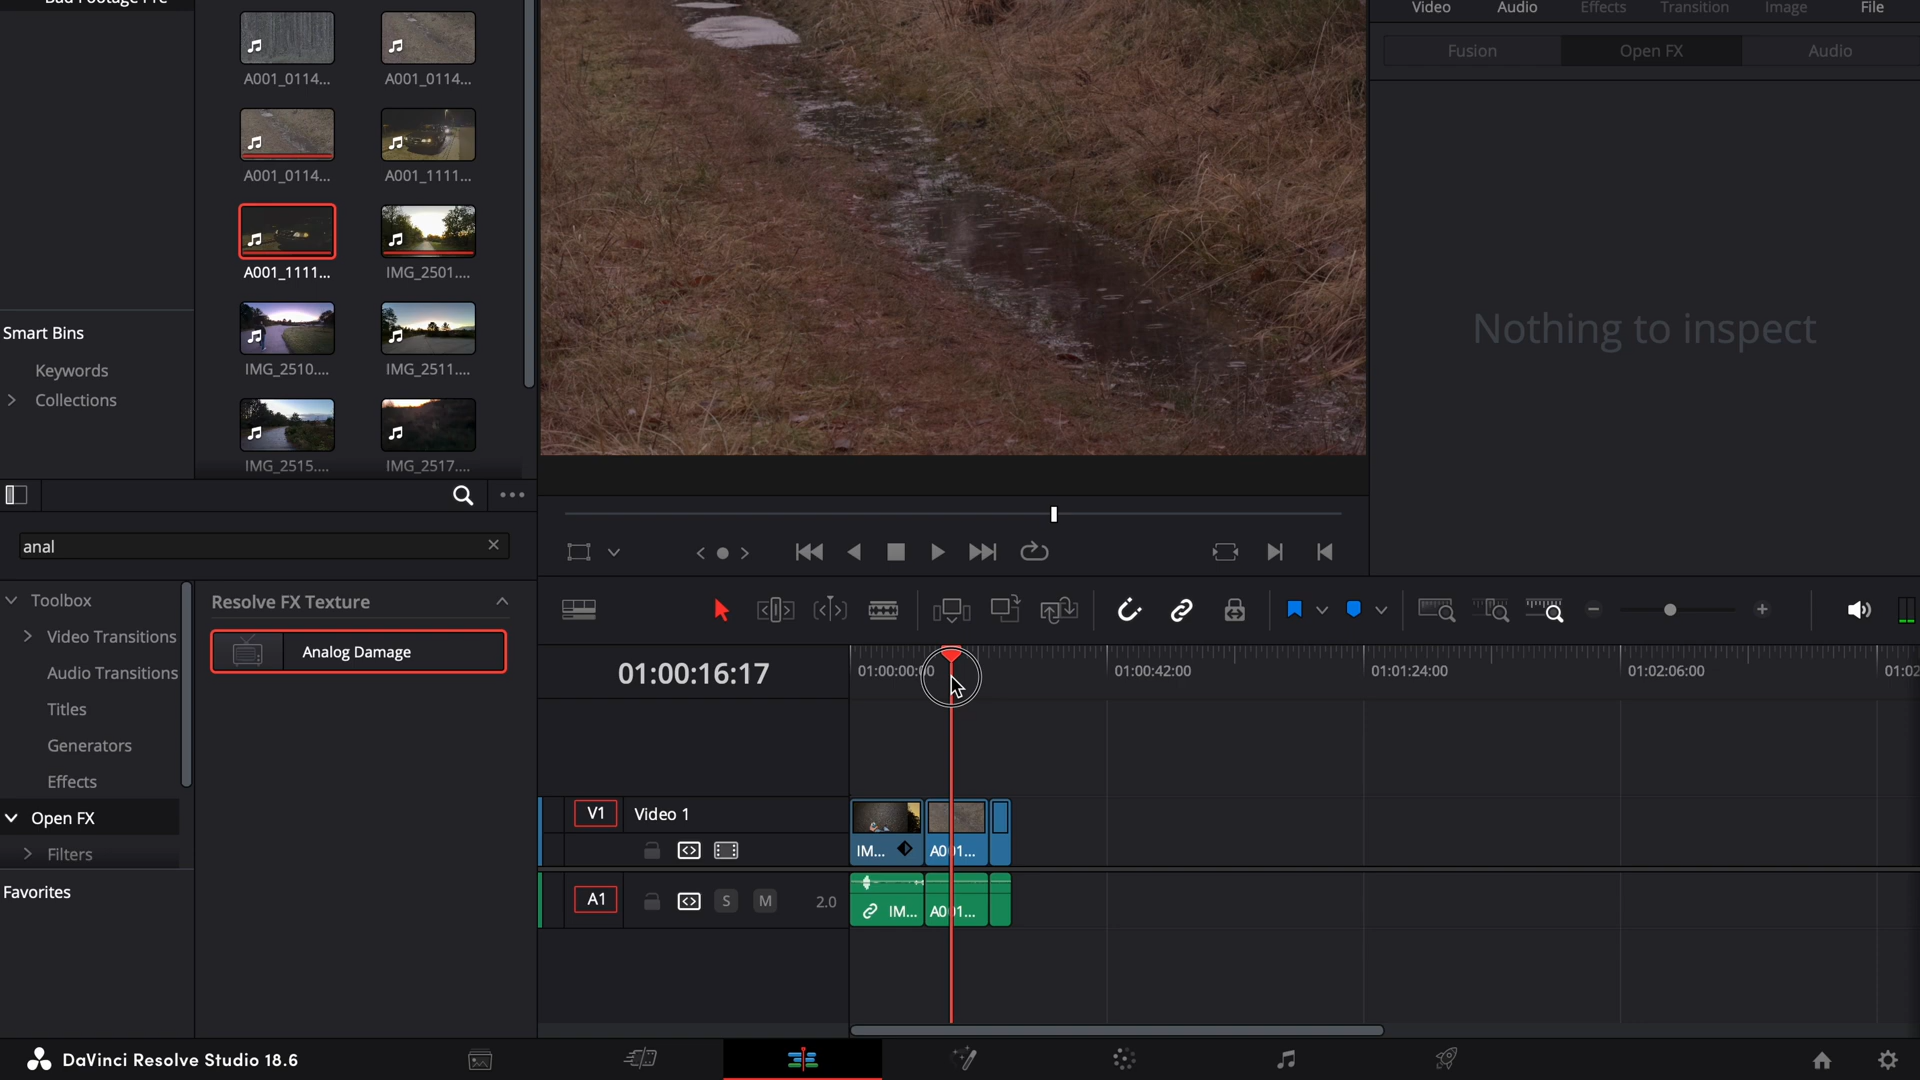 Video Audio Effects Transition Image File
Fusion Open FX Audio
A001_0114... A001_0114...
A001_0114... A001_1111...
A001_1111... IMG_2501....
IMG_2510.... IMG_2511....
IMG_2515.... IMG_2517....
Smart Bins
Keywords
Collections
Nothing to inspect
anal
Toolbox
Video Transitions
Audio Transitions
Titles
Generators
Effects
Open FX
Filters
Favorites
Resolve FX Texture
Analog Damage
01:00:16:17
01:00:00:00 01:00:42:00 01:01:24:00 01:02:06:00 01:02
V1 Video 1
IM... A001...
A1 S M 2.0
IM... A001...
DaVinci Resolve Studio 18.6